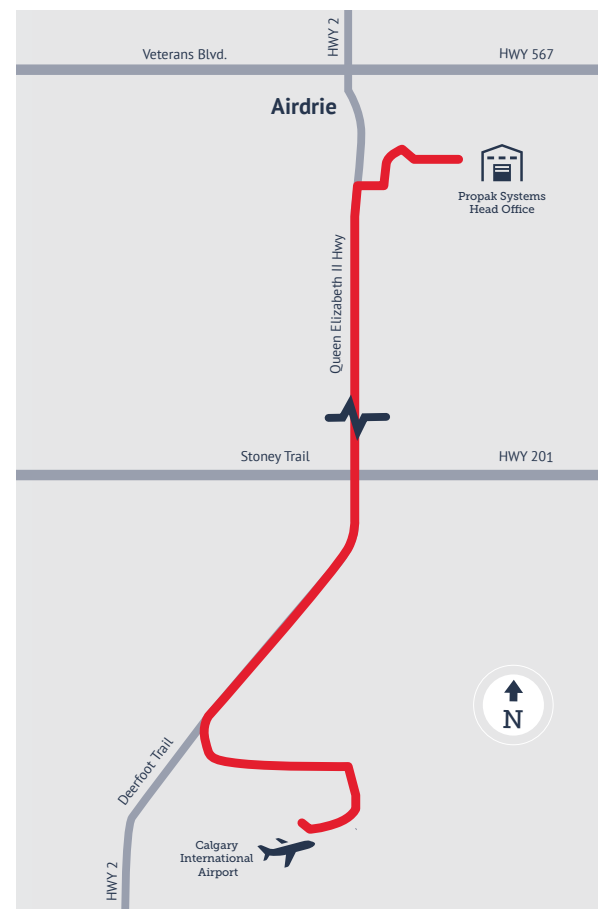 HWY 2
Veterans Blvd.
HWY 567
Airdrie
Propak Systems
Head Office
Queen Elizabeth II Hwy
Stoney Trail
HWY 201
N
Deerfoot Trail
Calgary
International
Airport
HWY 2